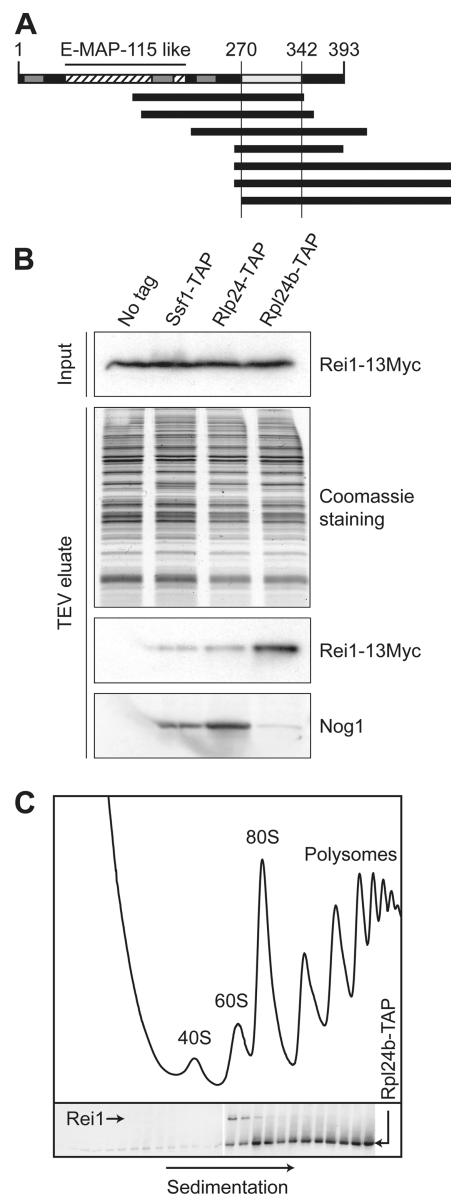 A
1
E-MAP-115 like
270
342
393
B
No tag
Ssf1-TAP
Rlp24-TAP
Rpl24b-TAP
Input
Rei1-13Myc
TEV eluate
Coomassie
staining
Rei1-13Myc
Nog1
C
80S
Polysomes
60S
40S
Rpl24b-TAP
Rei1
Sedimentation